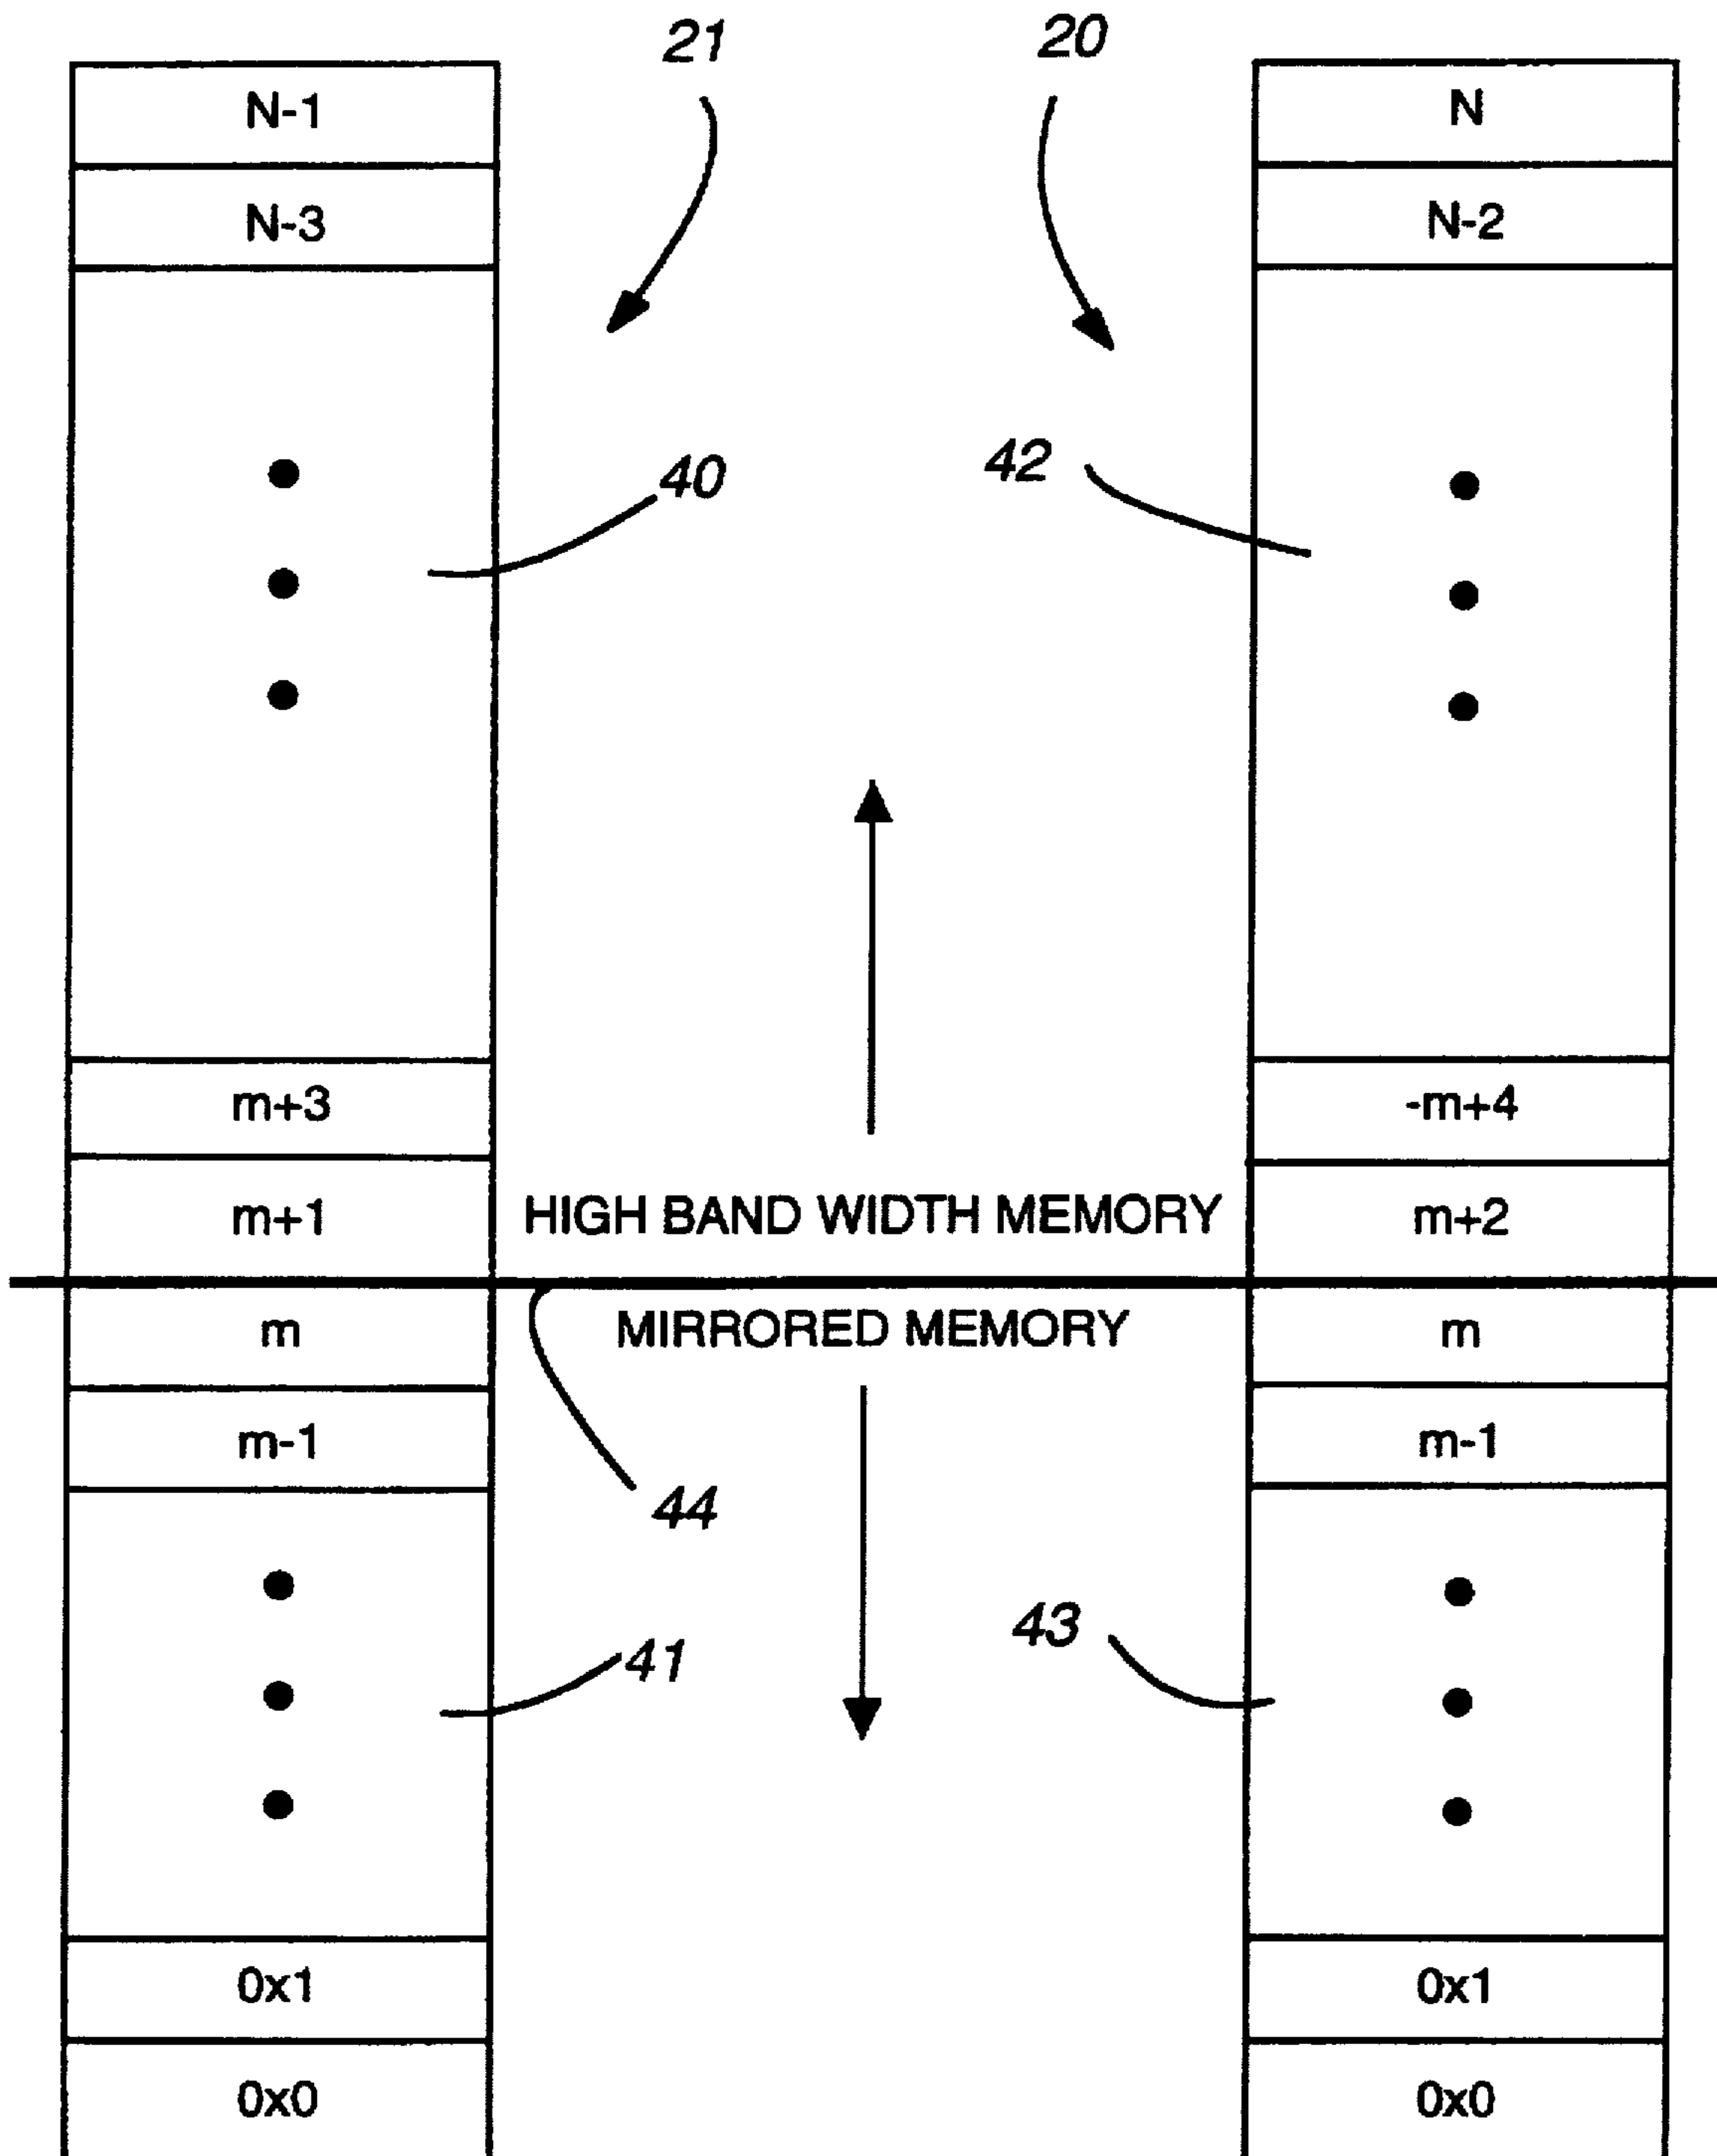 21 20
N-1 N
N-3 N-2
40 42
m+3 -m+4
m+1 HIGH BAND WIDTH MEMORY m+2
m MIRRORED MEMORY m
m-1 m-1
44
41 43
0x1 0x1
0x0 0x0